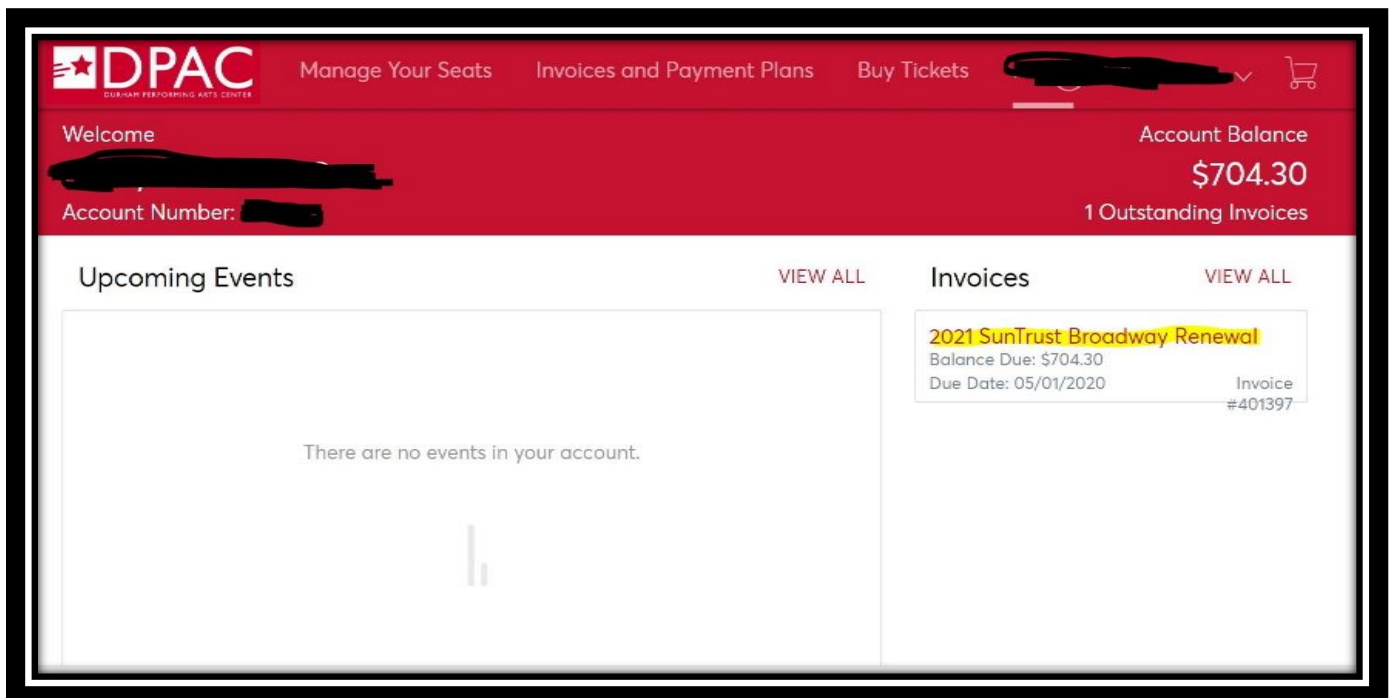 DPAC
DURHAM PERFORMING ARTS CENTER
Manage Your Seats Invoices and Payment Plans Buy Tickets
Welcome
Account Balance
$704.30
Account Number:
1 Outstanding Invoices
Upcoming Events VIEW ALL
Invoices VIEW ALL
2021 SunTrust Broadway Renewal
Balance Due: $704.30
Due Date: 05/01/2020 Invoice
#401397
There are no events in your account.